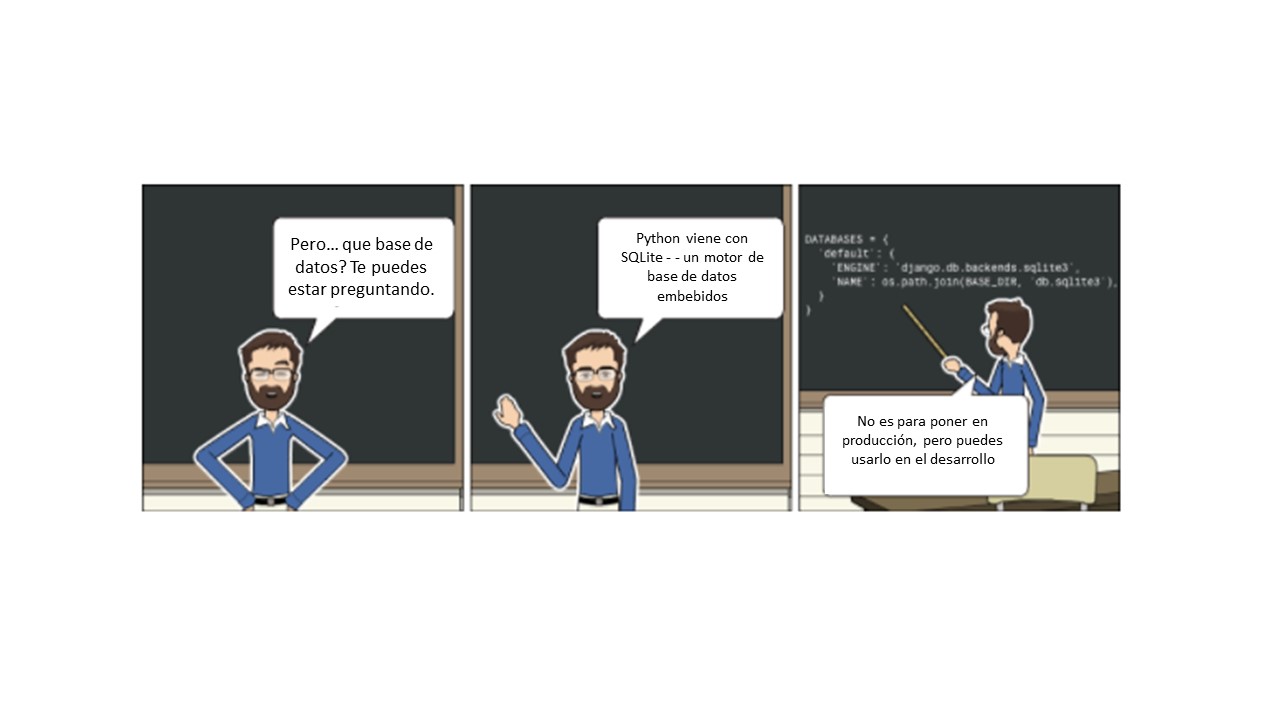 Pero... que base de
datos? Te puedes
estar preguntando.
Python viene con
SQLite - - un motor de
base de datos
embebidos
DATABASES = {
`default`: {
`ENGINE`: `django.db.backends.sqlite3`,
`NAME`: os.path.join(BASE_DIR, `db.sqlite3`),
}
}
No es para poner en
producción, pero puedes
usarlo en el desarrollo